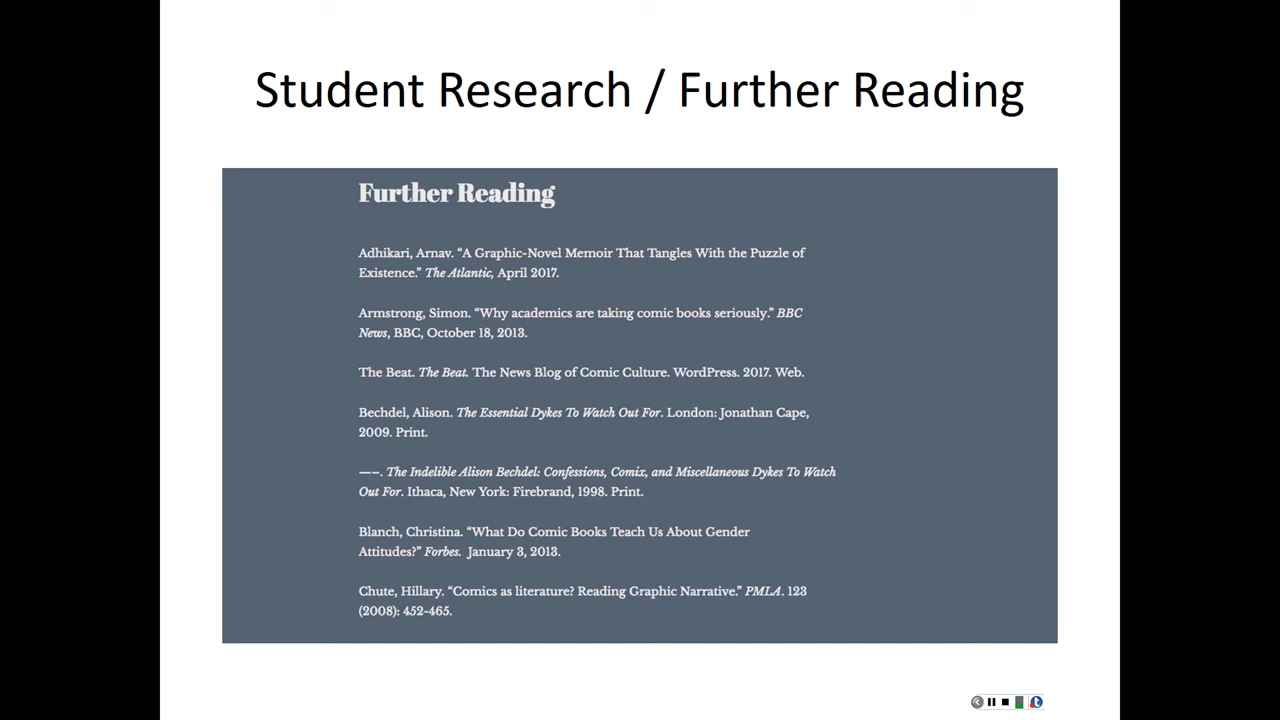 Student Research / Further Reading
Further Reading
Adhikari, Arnav. “A Graphic-Novel Memoir That Tangles With the Puzzle of
Existence.” The Atlantic, April 2017.
Armstrong, Simon. “Why academics are taking comic books seriously.” BBC
News, BBC, October 18, 2013.
The Beat. The Beat. The News Blog of Comic Culture. WordPress. 2017. Web.
Bechdel, Alison. The Essential Dykes To Watch Out For. London: Jonathan Cape,
2009. Print.
—–. The Indelible Alison Bechdel: Confessions, Comix, and Miscellaneous Dykes To Watch
Out For. Ithaca, New York: Firebrand, 1998. Print.
Blanch, Christina. “What Do Comic Books Teach Us About Gender
Attitudes?” Forbes. January 3, 2013.
Chute, Hillary. “Comics as literature? Reading Graphic Narrative.” PMLA. 123
(2008): 452-465.